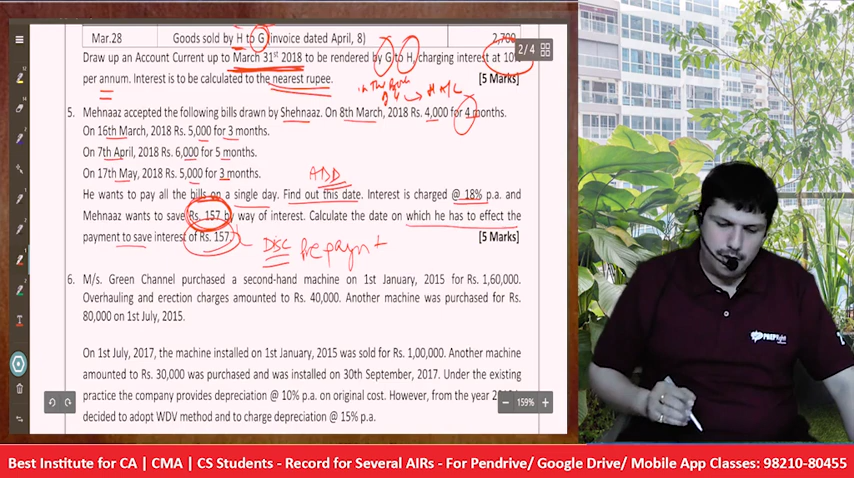 Mar.28 Goods sold by H to G (invoice dated April, 8) 2,700
2/4
Draw up an Account Current up to March 31st 2018 to be rendered by G to H, charging interest at 10%
per annum. Interest is to be calculated to the nearest rupee. [5 Marks]
5. Mehnaaz accepted the following bills drawn by Shehnaaz. On 8th March, 2018 Rs. 4,000 for 4 months.
On 16th March, 2018 Rs. 5,000 for 3 months.
On 7th April, 2018 Rs. 6,000 for 5 months.
On 17th May, 2018 Rs. 5,000 for 3 months.
ADD
He wants to pay all the bills on a single day. Find out this date. Interest is charged @ 18% p.a. and
Mehnaaz wants to save Rs. 157 by way of interest. Calculate the date on which he has to effect the
payment to save interest of Rs. 157. [5 Marks]
Disc Prepaymt
6. M/s. Green Channel purchased a second-hand machine on 1st January, 2015 for Rs. 1,60,000.
Overhauling and erection charges amounted to Rs. 40,000. Another machine was purchased for Rs.
80,000 on 1st July, 2015.
On 1st July, 2017, the machine installed on 1st January, 2015 was sold for Rs. 1,00,000. Another machine
amounted to Rs. 30,000 was purchased and was installed on 30th September, 2017. Under the existing
practice the company provides depreciation @ 10% p.a. on original cost. However, from the year
decided to adopt WDV method and to charge depreciation @ 15% p.a.
159%
Best Institute for CA | CMA | CS Students - Record for Several AIRs - For Pendrive/ Google Drive/ Mobile App Classes: 98210-80455